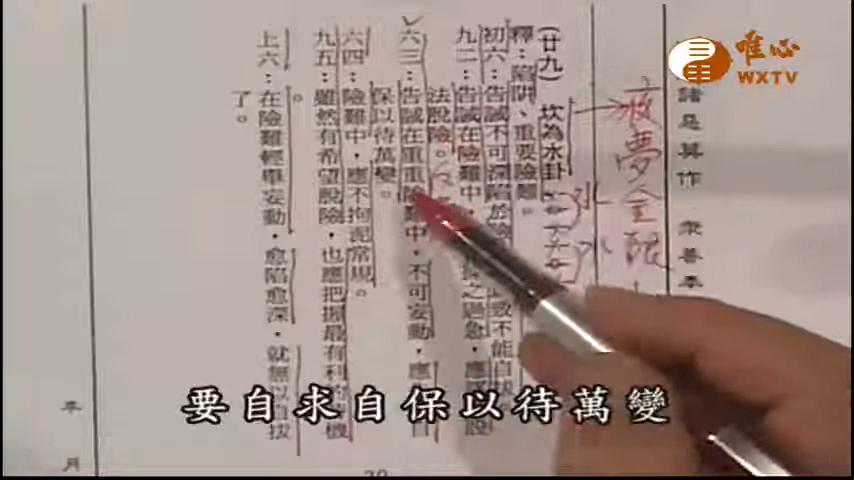 唯心
WXTV
諸惡莫作 眾善奉
(廿九) 坎為水卦
釋：陷阱、重要險難。
初六：告誡不可深陷於險
九二：告誡在險難中，
法脫險。
六三：告誡在重重險難中，不可妄動，應
保以待萬變。
六四：險難中，應不拘泥常規。
九五：雖然有希望脫險，也應把握最有利的
機
上六：在險難輕舉妄動，愈陷愈深，就無以自拔
了。
年 月
要自求自保以待萬變